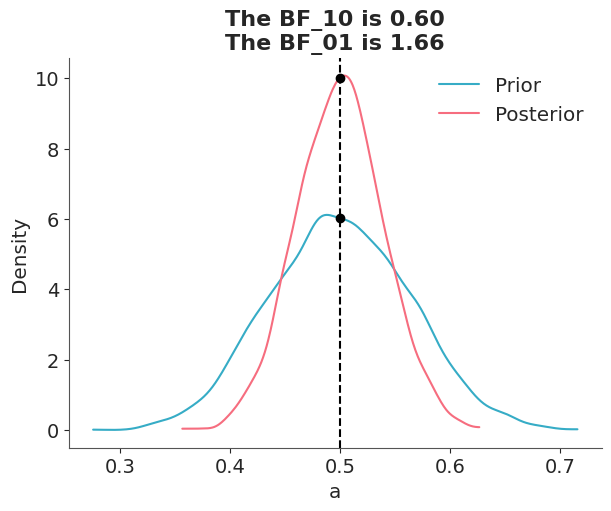 The BF_10 is 0.60
The BF_01 is 1.66
Prior
Posterior
Density
10
8
6
4
2
0
0.3 0.4 0.5 0.6 0.7
a